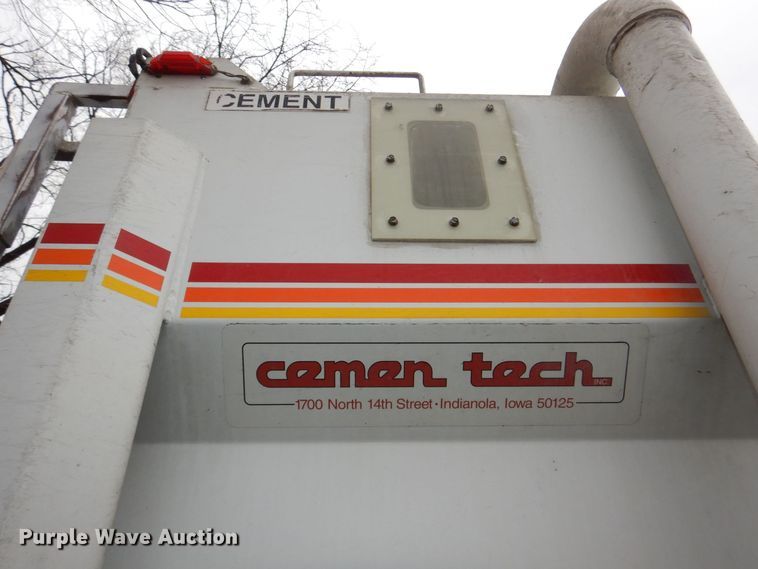 CEMENT
cemen tech INC.
1700 North 14th Street · Indianola, Iowa 50125
Purple Wave Auction